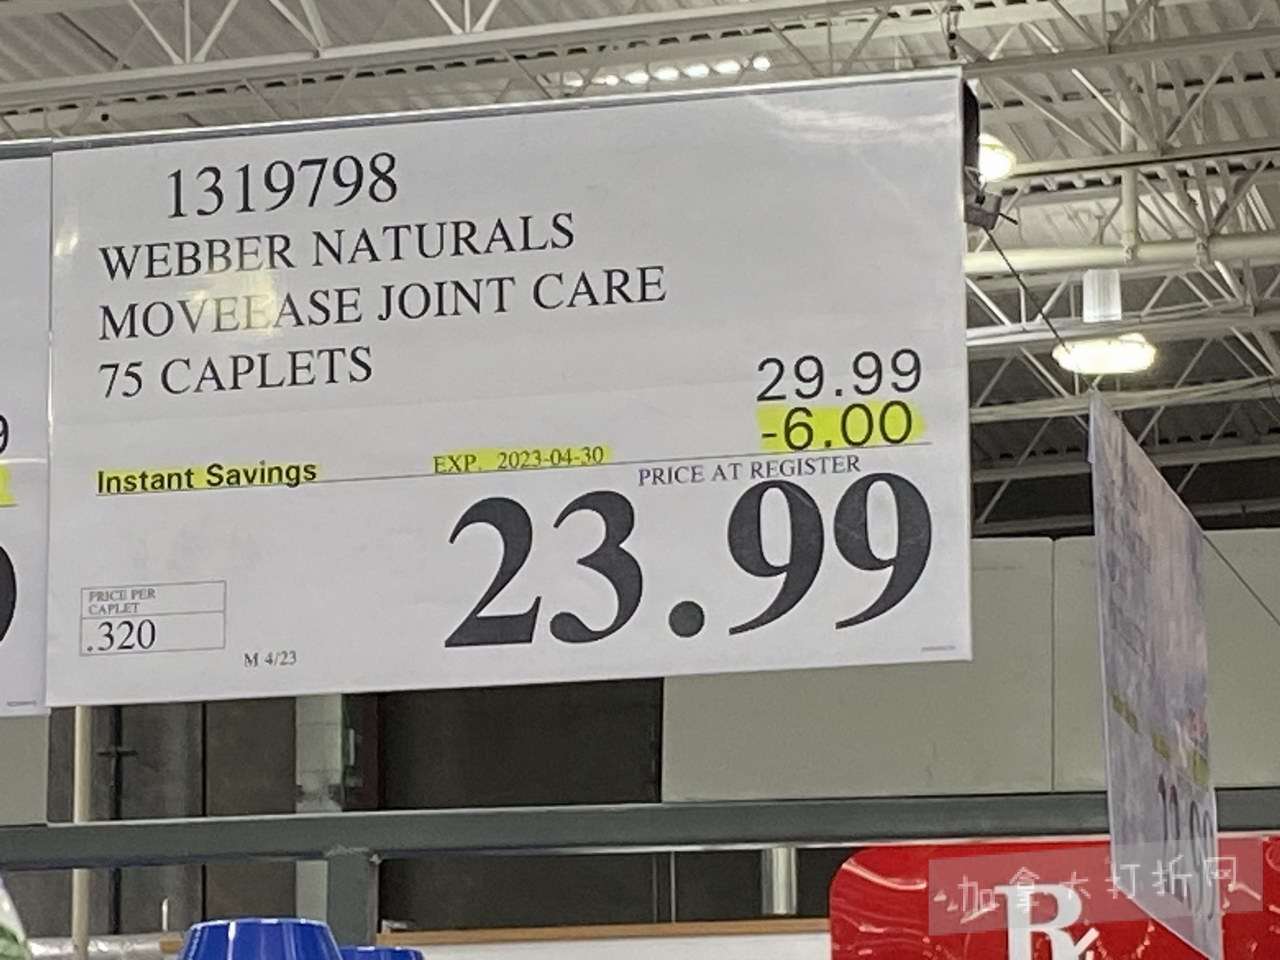 1319798
WEBBER NATURALS
MOVEEASE JOINT CARE
75 CAPLETS
29.99
-6.00
Instant Savings EXP. 2023-04-30
PRICE AT REGISTER
23.99
PRICE PER
CAPLET
.320
M 4/23
9
加拿大打折网
R